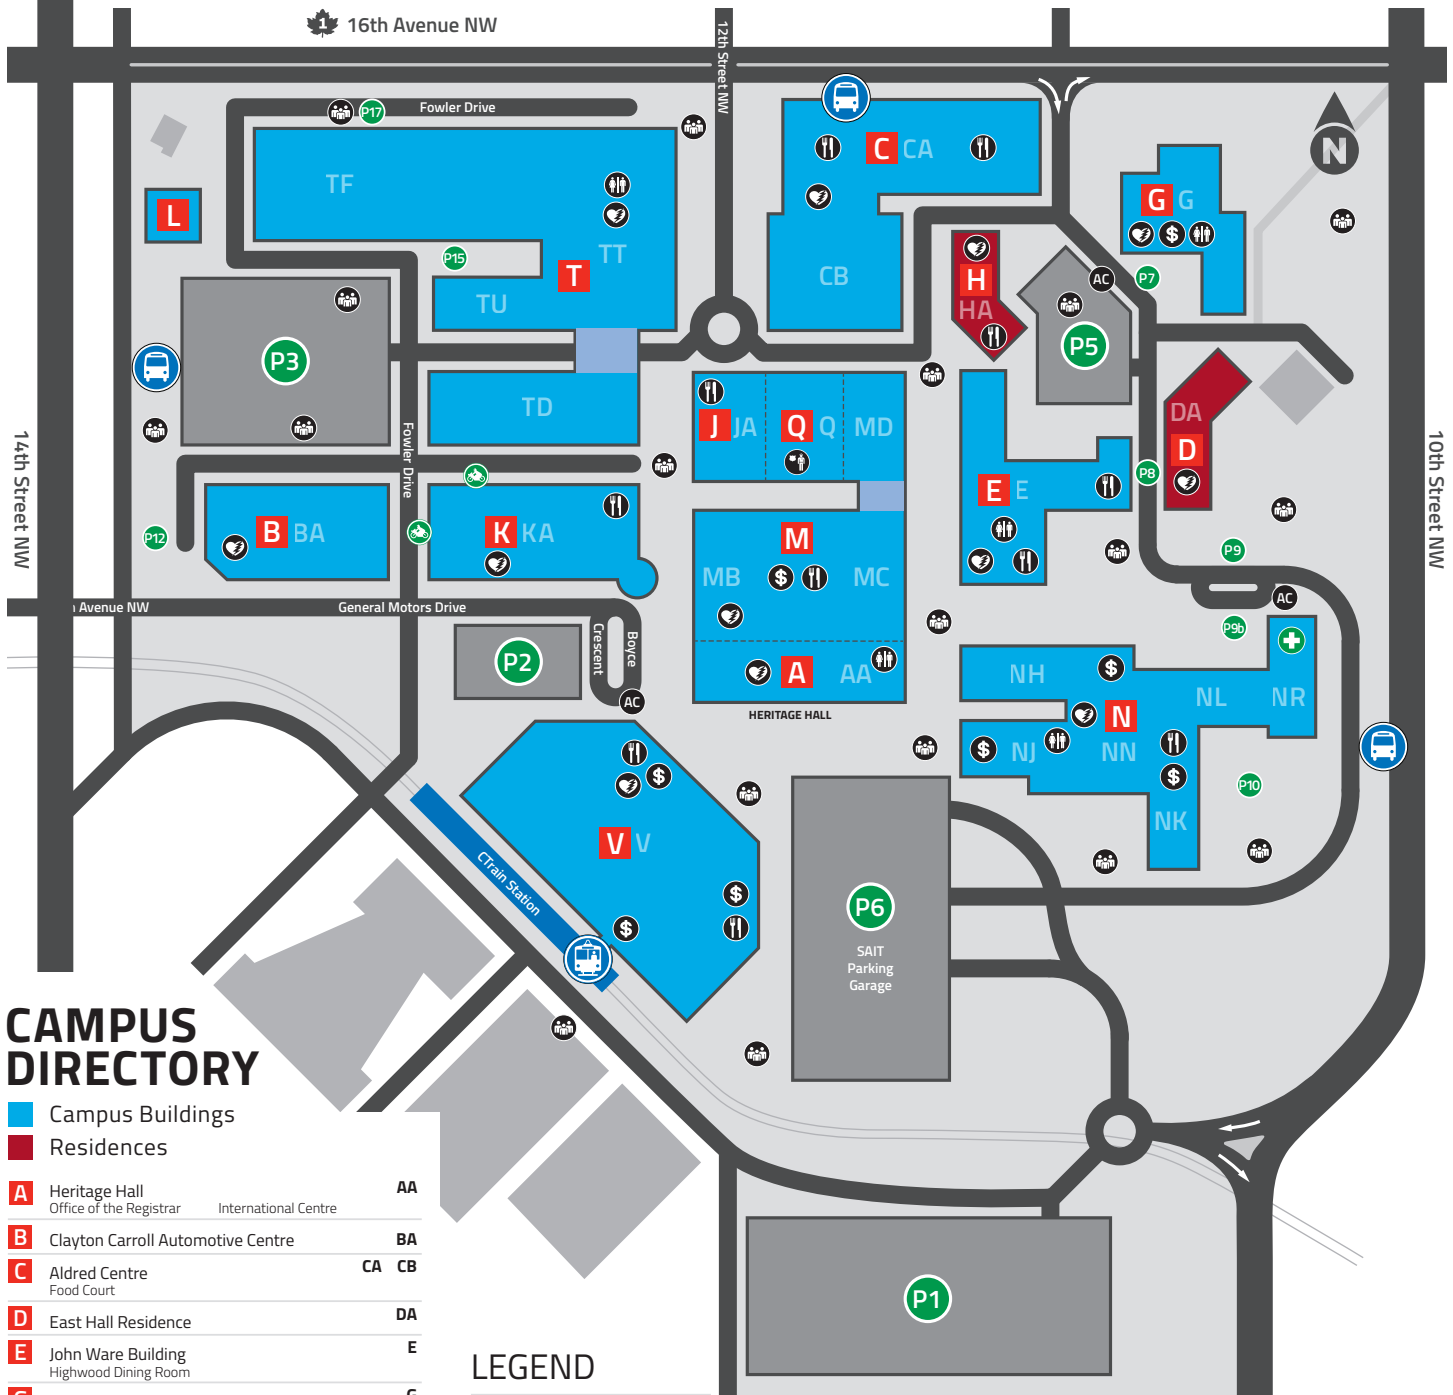 1
16th Avenue NW
12th Street NW
Fowler Drive
P17
TF
TT
T
TU
P15
L
C CA
CB
G G
N
H
HA
AC
P7
P5
P3
TD
J JA
Q Q
MD
DA
D
14th Street NW
Fowler Drive
10th Street NW
E E
P8
B BA
K KA
P12
M
MB
MC
P9
AC
P9b
Avenue NW
General Motors Drive
Boyce
Crescent
P2
AC
A AA
HERITAGE HALL
NH
N
NL
NR
NJ
NN
NK
P10
V V
CTrain Station
P6
SAIT
Parking
Garage
P1
CAMPUS
DIRECTORY
Campus Buildings
Residences
A Heritage Hall AA
Office of the Registrar International Centre
B Clayton Carroll Automotive Centre BA
C Aldred Centre CA CB
Food Court
D East Hall Residence DA
E John Ware Building E
Highwood Dining Room
G G
LEGEND